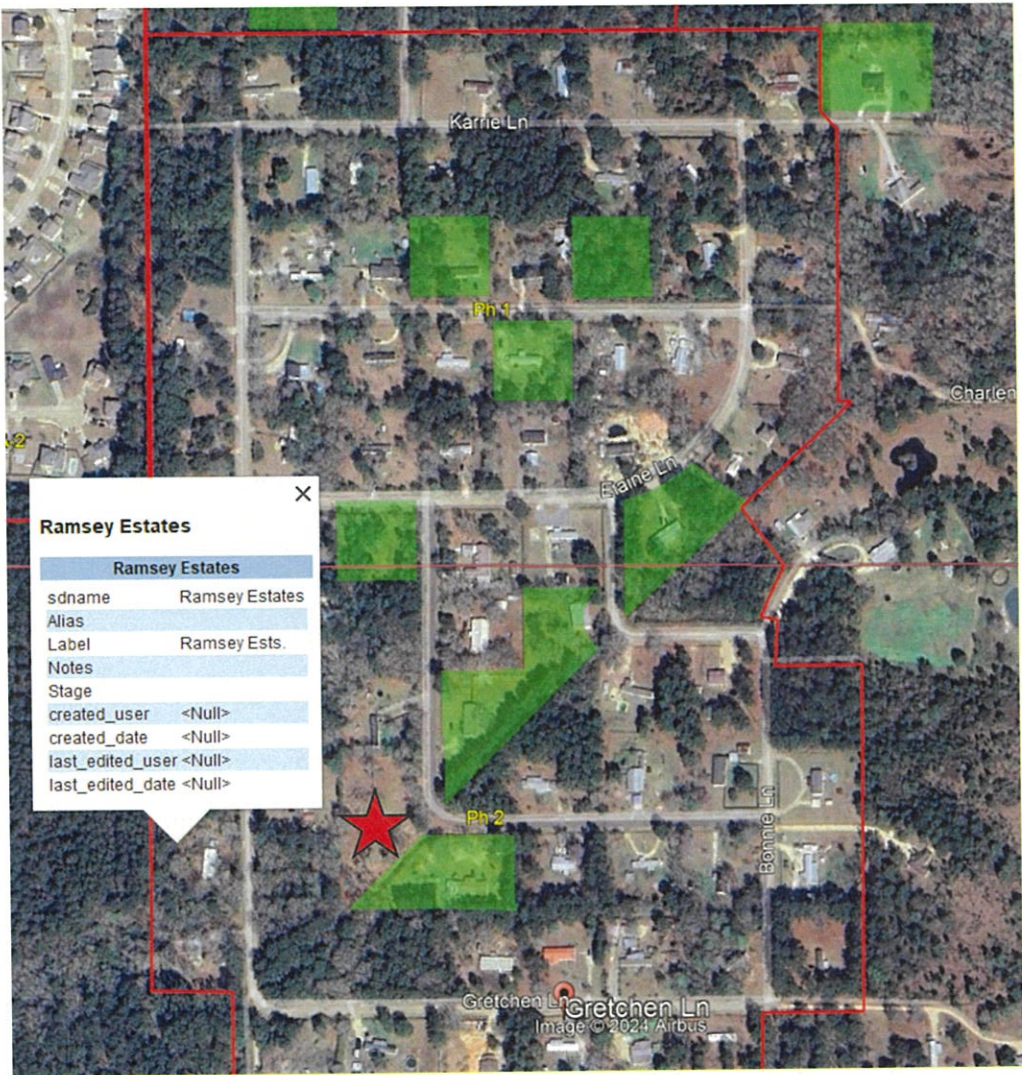 Karrie Ln
Ph 1
Charlen
Elaine Ln
Ramsey Estates
Ramsey Estates
sdname Ramsey Estates
Alias
Label Ramsey Ests.
Notes
Stage
created_user <Null>
created_date <Null>
last_edited_user <Null>
last_edited_date <Null>
Ph 2
Bonnie Ln
Gretchen Ln
Gretchen Ln
Image © 2024 Airbus